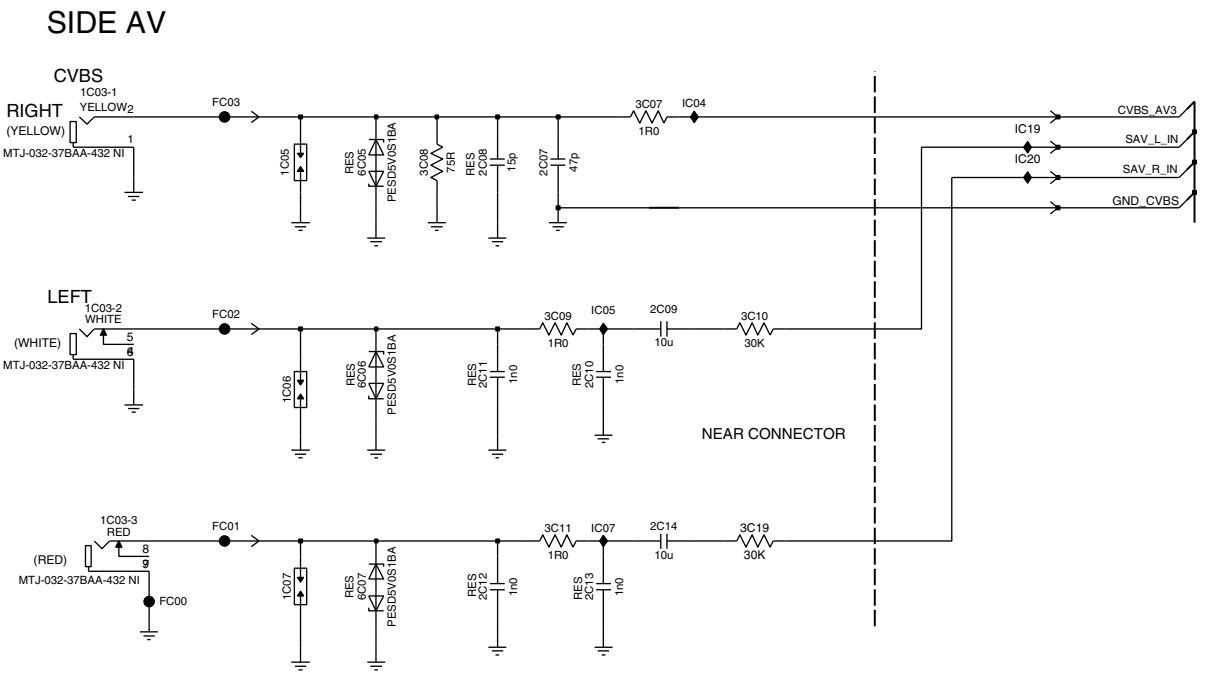 SIDE AV
CVBS
1C03-1
YELLOW
2
RIGHT
(YELLOW)
1
MTJ-032-37BAA-432 NI
FC03
1C05
RES
6C05
PESD5V0S1BA
3C08
75R
RES
2C08
15p
2C07
47p
3C07
1R0
IC04
IC19
IC20
CVBS_AV3
SAV_L_IN
SAV_R_IN
GND_CVBS
LEFT
1C03-2
WHITE
(WHITE)
5
6
MTJ-032-37BAA-432 NI
FC02
1C06
RES
6C06
PESD5V0S1BA
RES
2C11
1n0
3C09
1R0
IC05
RES
2C10
1n0
2C09
10u
3C10
30K
NEAR CONNECTOR
1C03-3
RED
(RED)
8
9
MTJ-032-37BAA-432 NI
FC00
FC01
1C07
RES
6C07
PESD5V0S1BA
RES
2C12
1n0
3C11
1R0
IC07
RES
2C13
1n0
2C14
10u
3C19
30K